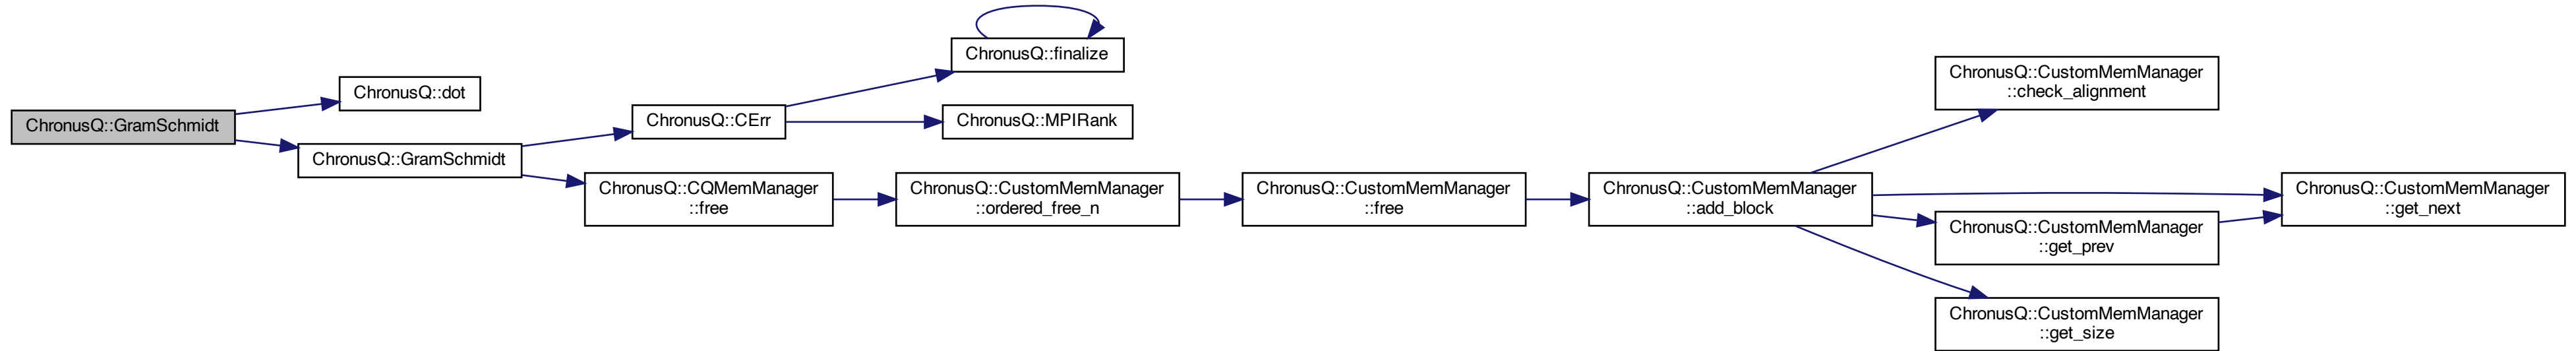 ChronusQ::GramSchmidt
ChronusQ::dot
ChronusQ::GramSchmidt
ChronusQ::CErr
ChronusQ::finalize
ChronusQ::MPIRank
ChronusQ::CQMemManager
::free
ChronusQ::CustomMemManager
::ordered_free_n
ChronusQ::CustomMemManager
::free
ChronusQ::CustomMemManager
::add_block
ChronusQ::CustomMemManager
::check_alignment
ChronusQ::CustomMemManager
::get_next
ChronusQ::CustomMemManager
::get_prev
ChronusQ::CustomMemManager
::get_size